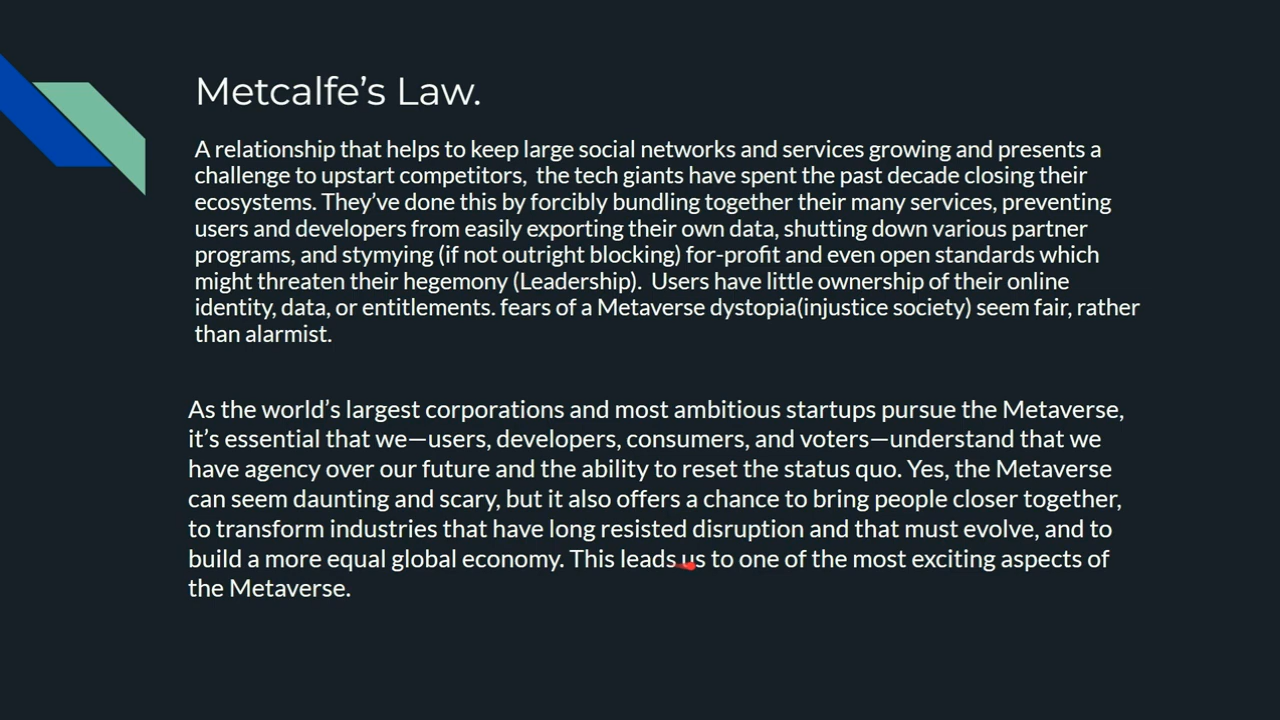 Metcalfe’s Law.
A relationship that helps to keep large social networks and services growing and presents a
challenge to upstart competitors,  the tech giants have spent the past decade closing their
ecosystems. They’ve done this by forcibly bundling together their many services, preventing
users and developers from easily exporting their own data, shutting down various partner
programs, and stymying (if not outright blocking) for-profit and even open standards which
might threaten their hegemony (Leadership).  Users have little ownership of their online
identity, data, or entitlements. fears of a Metaverse dystopia(injustice society) seem fair, rather
than alarmist.
As the world’s largest corporations and most ambitious startups pursue the Metaverse,
it’s essential that we—users, developers, consumers, and voters—understand that we
have agency over our future and the ability to reset the status quo. Yes, the Metaverse
can seem daunting and scary, but it also offers a chance to bring people closer together,
to transform industries that have long resisted disruption and that must evolve, and to
build a more equal global economy. This leads us to one of the most exciting aspects of
the Metaverse.